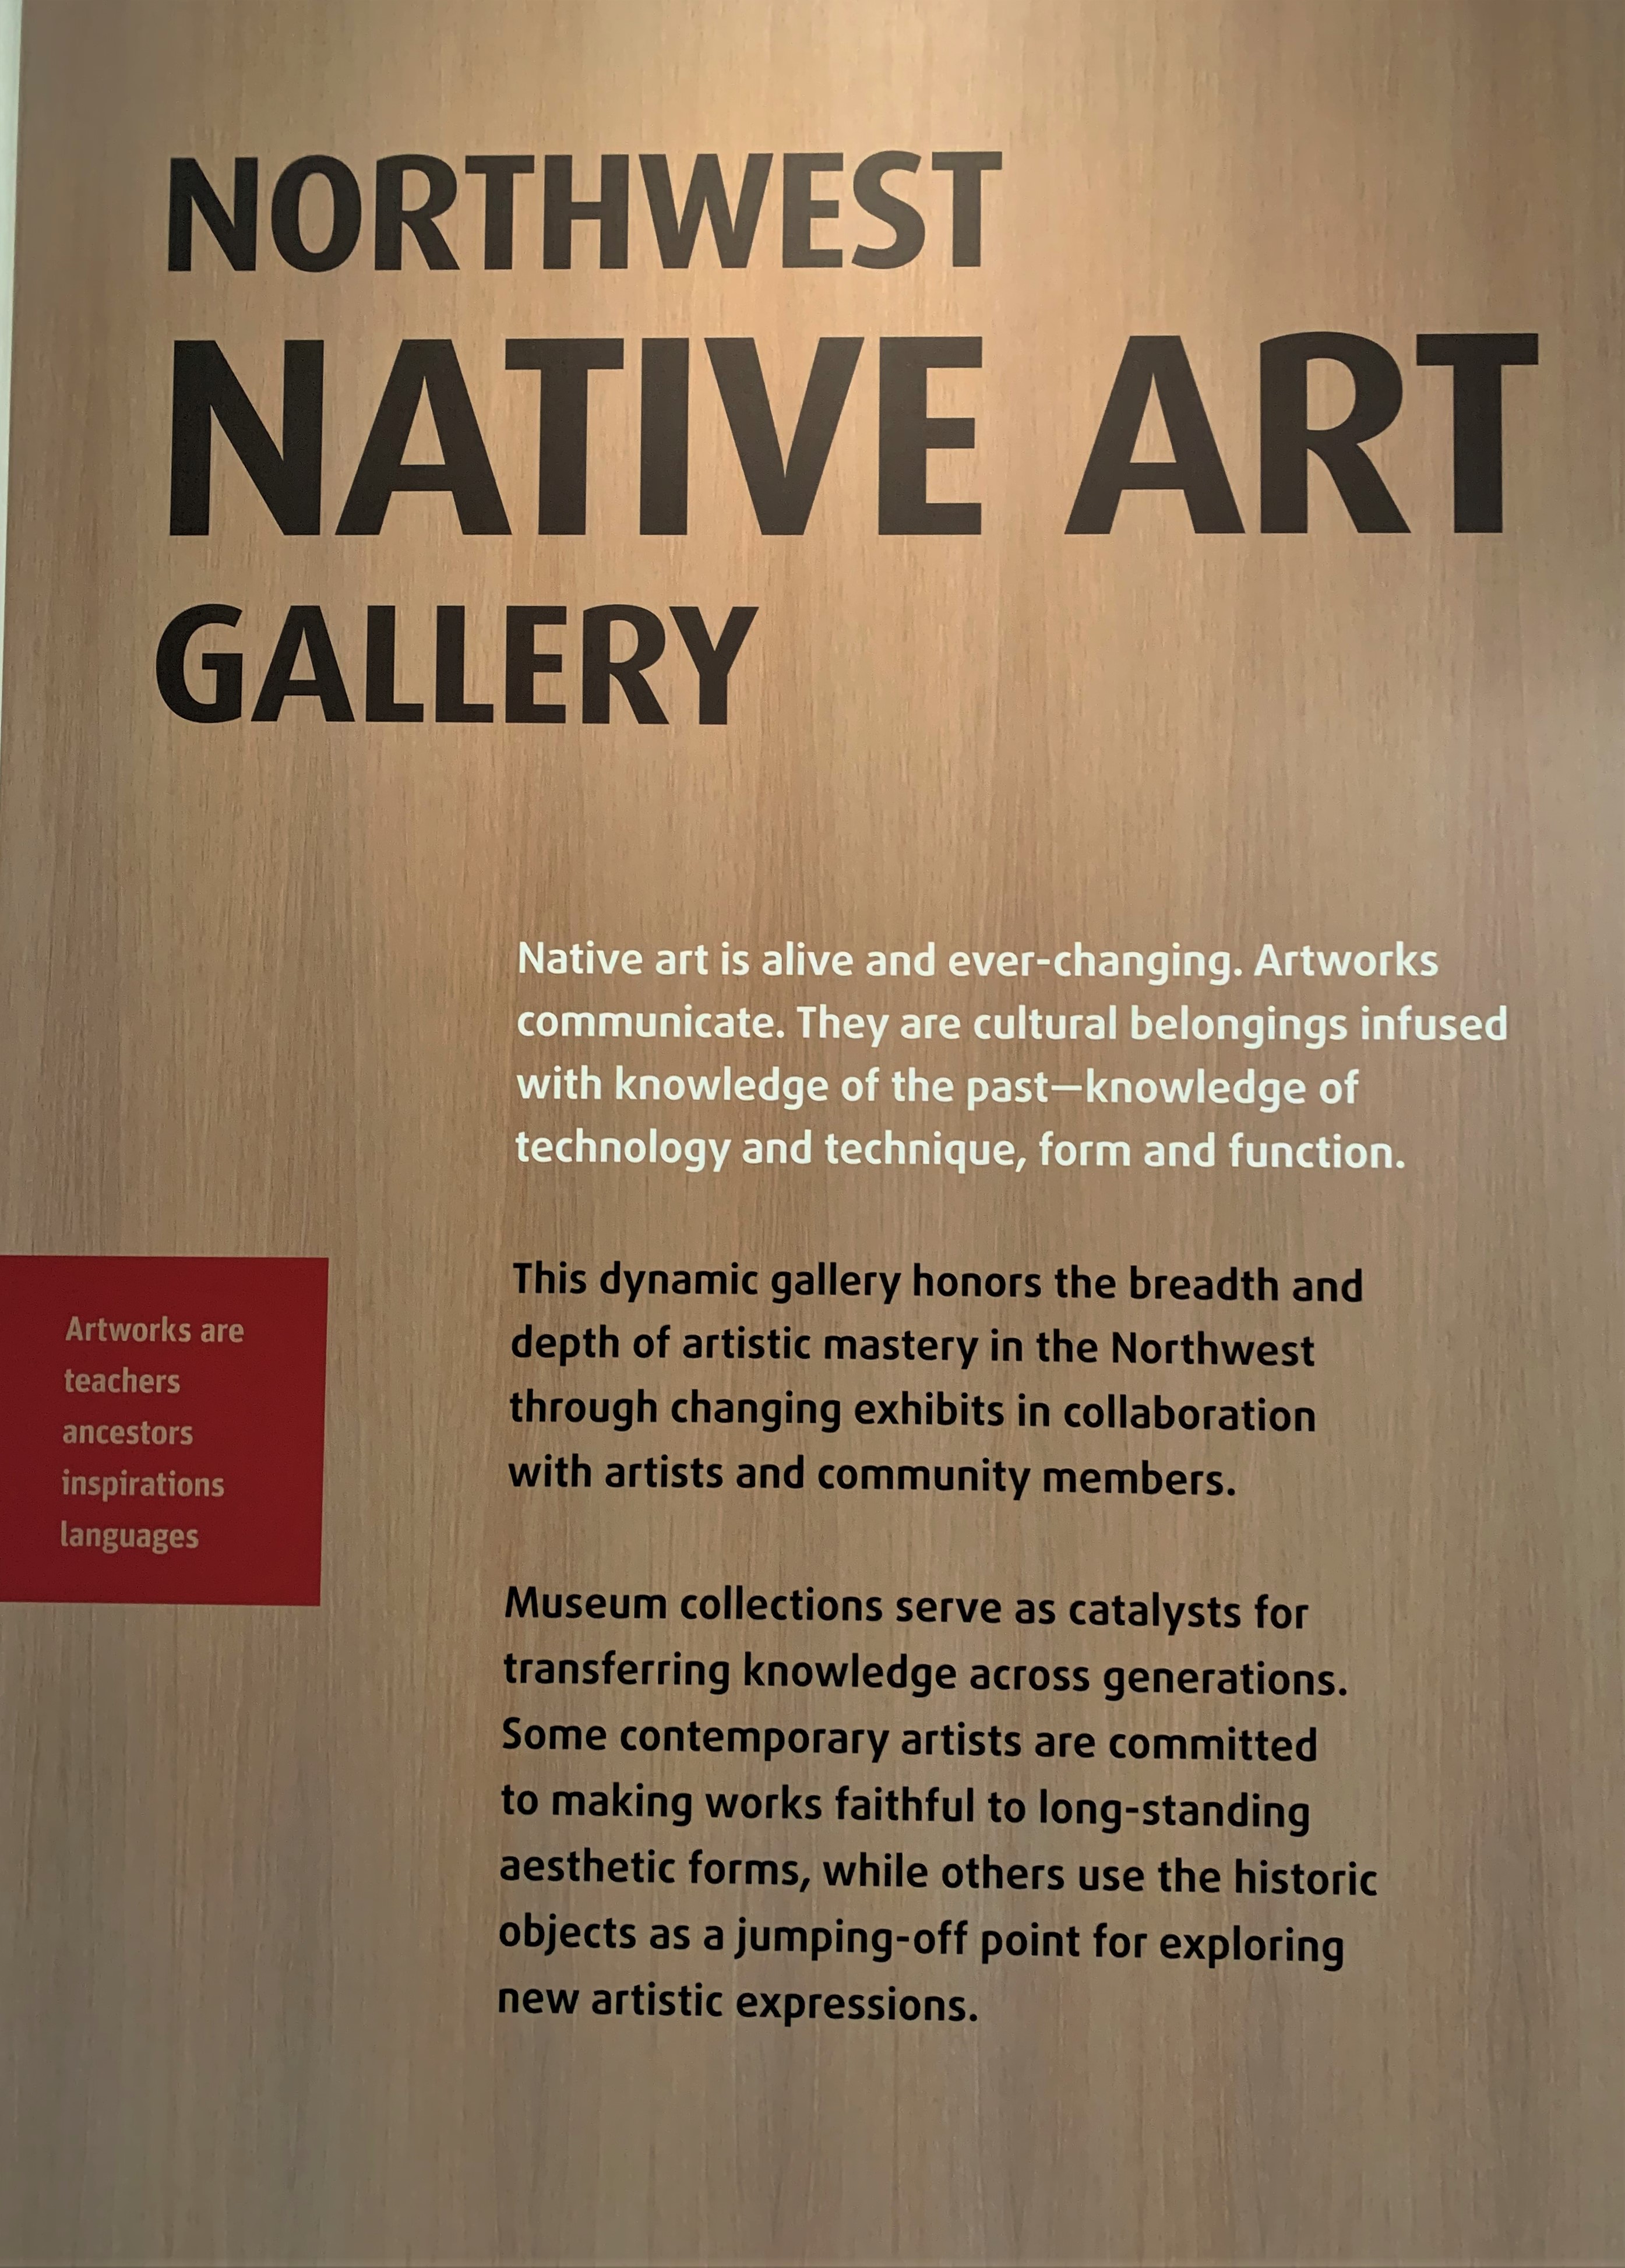 NORTHWEST
NATIVE ART
GALLERY
Native art is alive and ever-changing. Artworks
communicate. They are cultural belongings infused
with knowledge of the past—knowledge of
technology and technique, form and function.
This dynamic gallery honors the breadth and
depth of artistic mastery in the Northwest
through changing exhibits in collaboration
with artists and community members.
Artworks are
teachers
ancestors
inspirations
languages
Museum collections serve as catalysts for
transferring knowledge across generations.
Some contemporary artists are committed
to making works faithful to long-standing
aesthetic forms, while others use the historic
objects as a jumping-off point for exploring
new artistic expressions.